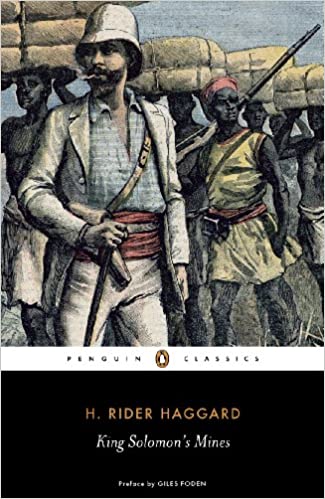 PENGUIN CLASSICS
H. RIDER HAGGARD
King Solomon's Mines
Preface by GILES FODEN